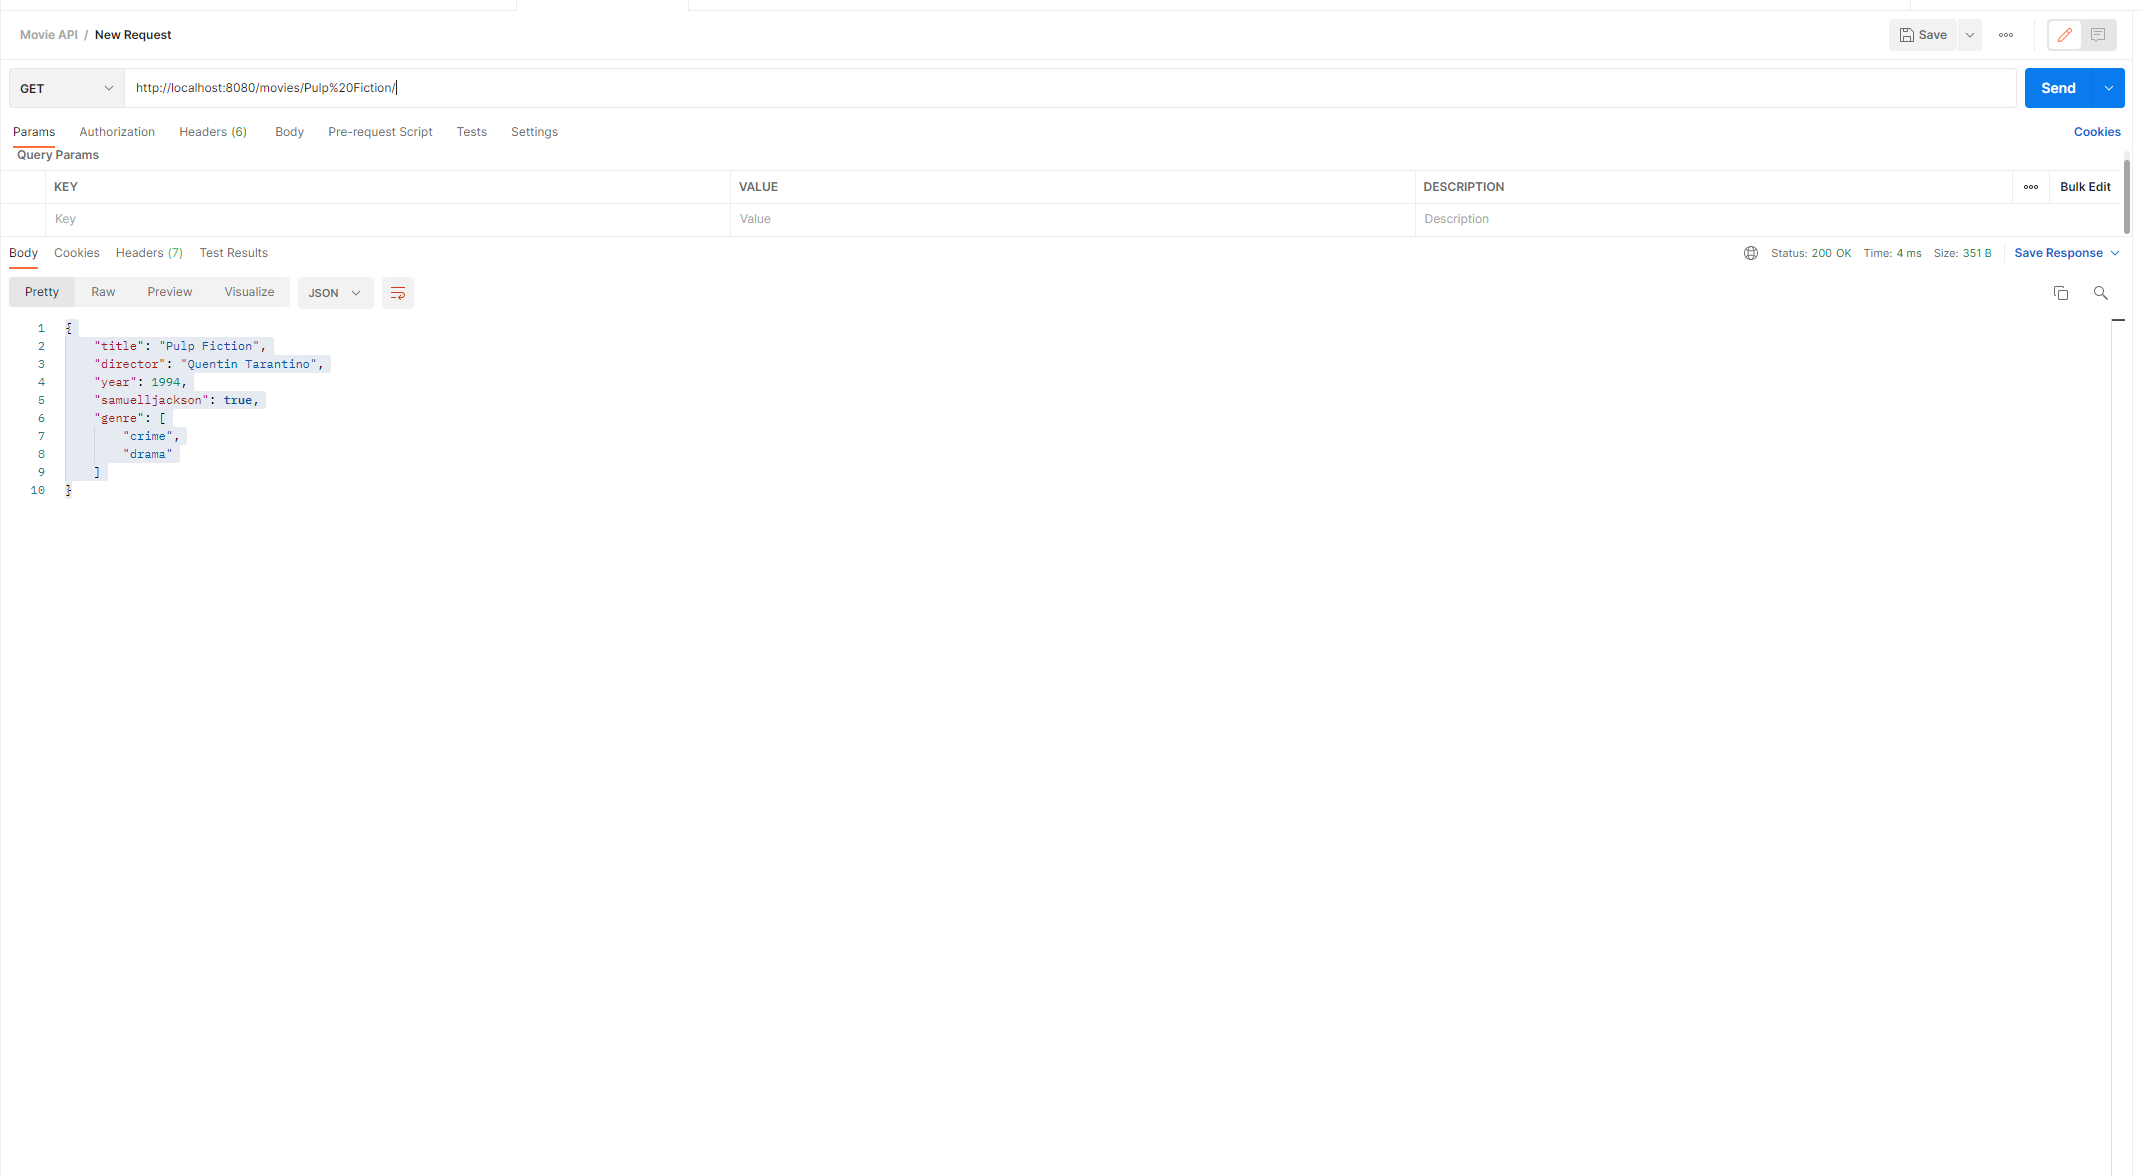 Movie API / New Request
Save
GET http://localhost:8080/movies/Pulp%20Fiction/ Send
Params Authorization Headers (6) Body Pre-request Script Tests Settings Cookies
Query Params
KEY VALUE DESCRIPTION Bulk Edit
Key Value Description
Body Cookies Headers (7) Test Results Status: 200 OK Time: 4 ms Size: 351 B Save Response
Pretty Raw Preview Visualize JSON
1 {
2 "title": "Pulp Fiction",
3 "director": "Quentin Tarantino",
4 "year": 1994,
5 "samuelljackson": true,
6 "genre": [
7 "crime",
8 "drama"
9 ]
10 }